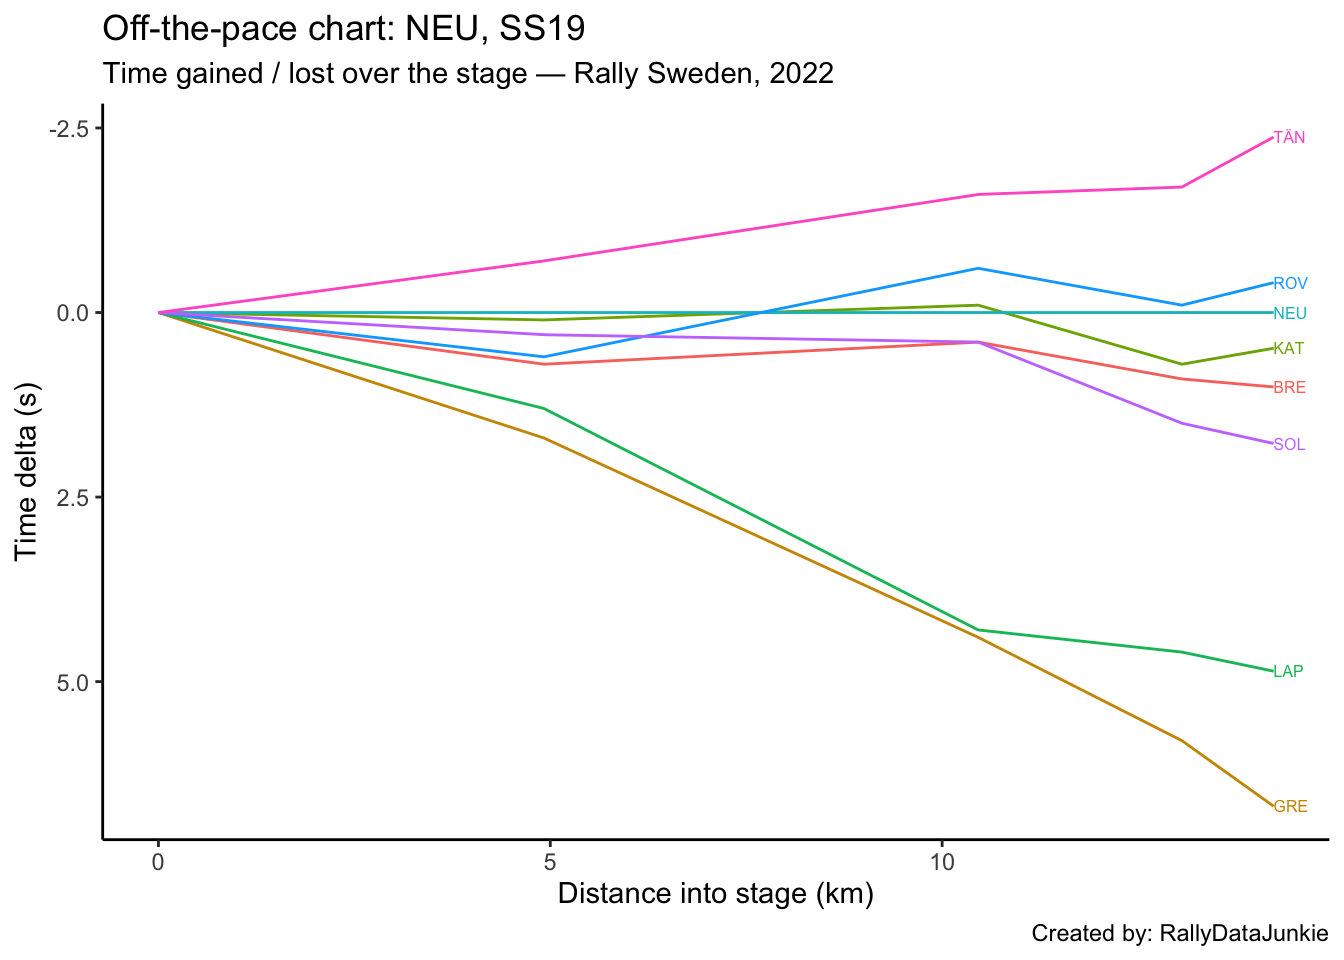 Off-the-pace chart: NEU, SS19
Time gained / lost over the stage — Rally Sweden, 2022
Time delta (s)
-2.5
0.0
2.5
5.0
TÄN
ROV
NEU
KAT
BRE
SOL
LAP
GRE
0 5 10
Distance into stage (km)
Created by: RallyDataJunkie